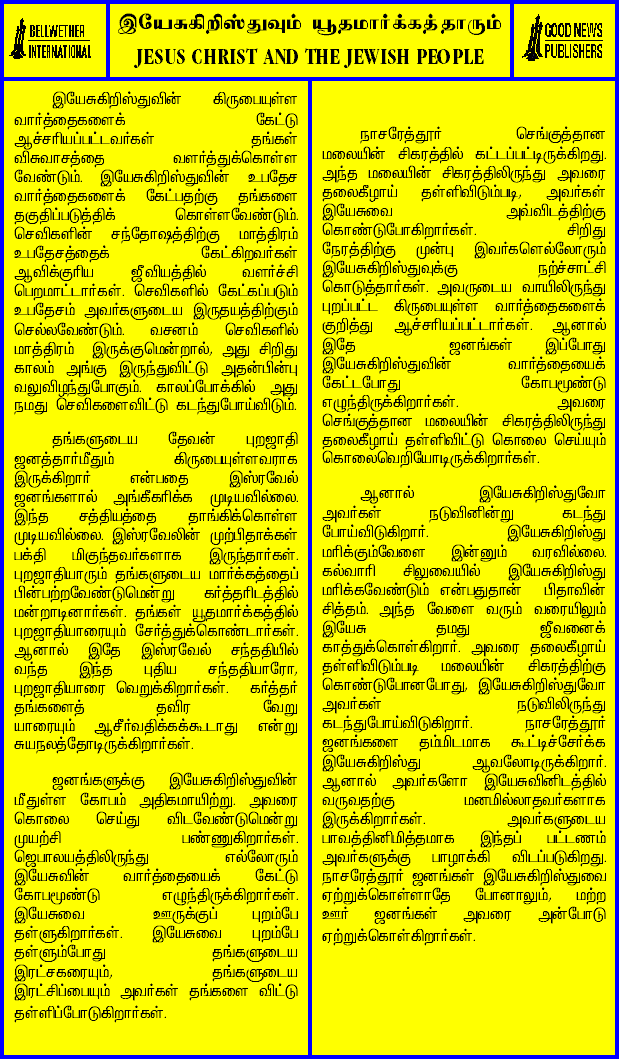 BELLWETHER
INTERNATIONAL
இயேசுகிறிஸ்துவும் யூதமார்க்கத்தாரும்
JESUS CHRIST AND THE JEWISH PEOPLE
GOOD NEWS
PUBLISHERS
இயேசுகிறிஸ்துவின் கிருபையுள்ள
வார்த்தைகளைக் கேட்டு
ஆச்சரியப்பட்டவர்கள் தங்கள்
விசுவாசத்தை வளர்த்துக்கொள்ள
வேண்டும். இயேசுகிறிஸ்துவின் உபதேச
வார்த்தைகளைக் கேட்பதற்கு தங்களை
தகுதிப்படுத்திக் கொள்ளவேண்டும்.
செவிகளின் சந்தோஷத்திற்கு மாத்திரம்
உபதேசத்தைக் கேட்கிறவர்கள்
ஆவிக்குரிய ஜீவியத்தில் வளர்ச்சி
பெறமாட்டார்கள். செவிகளில் கேட்கப்படும்
உபதேசம் அவர்களுடைய இருதயத்திற்கும்
செல்லவேண்டும். வசனம் செவிகளில்
மாத்திரம் இருக்குமென்றால், அது சிறிது
காலம் அங்கு இருந்துவிட்டு அதன்பின்பு
வலுவிழந்துபோகும். காலப்போக்கில் அது
நமது செவிகளைவிட்டு கடந்துபோய்விடும்.
தங்களுடைய தேவன் புறஜாதி
ஜனத்தார்மீதும் கிருபையுள்ளவராக
இருக்கிறார் என்பதை இஸ்ரவேல்
ஜனங்களால் அங்கீகரிக்க முடியவில்லை.
இந்த சத்தியத்தை தாங்கிக்கொள்ள
முடியவில்லை. இஸ்ரவேலின் முற்பிதாக்கள்
பக்தி மிகுந்தவர்களாக இருந்தார்கள்.
புறஜாதியாரும் தங்களுடைய மார்க்கத்தைப்
பின்பற்றவேண்டுமென்று கர்த்தரிடத்தில்
மன்றாடினார்கள். தங்கள் யூதமார்க்கத்தில்
புறஜாதியாரையும் சேர்த்துக்கொண்டார்கள்.
ஆனால் இதே இஸ்ரவேல் சந்ததியில்
வந்த இந்த புதிய சந்ததியாரோ,
புறஜாதியாரை வெறுக்கிறார்கள். கர்த்தர்
தங்களைத் தவிர வேறு
யாரையும் ஆசீர்வதிக்கக்கூடாது என்று
சுயநலத்தோடிருக்கிறார்கள்.
ஜனங்களுக்கு இயேசுகிறிஸ்துவின்
மீதுள்ள கோபம் அதிகமாயிற்று. அவரை
கொலை செய்து விடவேண்டுமென்று
முயற்சி பண்ணுகிறார்கள்.
ஜெபாலயத்திலிருந்து எல்லோரும்
இயேசுவின் வார்த்தையைக் கேட்டு
கோபமூண்டு எழுந்திருக்கிறார்கள்.
இயேசுவை ஊருக்குப் புறம்பே
தள்ளுகிறார்கள். இயேசுவை புறம்பே
தள்ளும்போது தங்களுடைய
இரட்சகரையும், தங்களுடைய
இரட்சிப்பையும் அவர்கள் தங்களை விட்டு
தள்ளிப்போடுகிறார்கள்.
நாசரேத்தூர் செங்குத்தான
மலையின் சிகரத்தில் கட்டப்பட்டிருக்கிறது.
அந்த மலையின் சிகரத்திலிருந்து அவரை
தலைகீழாய் தள்ளிவிடும்படி, அவர்கள்
இயேசுவை அவ்விடத்திற்கு
கொண்டுபோகிறார்கள். சிறிது
நேரத்திற்கு முன்பு இவர்களெல்லோரும்
இயேசுகிறிஸ்துவுக்கு நற்ச்சாட்சி
கொடுத்தார்கள். அவருடைய வாயிலிருந்து
புறப்பட்ட கிருபையுள்ள வார்த்தைகளைக்
குறித்து ஆச்சரியப்பட்டார்கள். ஆனால்
இதே ஜனங்கள் இப்போது
இயேசுகிறிஸ்துவின் வார்த்தையைக்
கேட்டபோது கோபமூண்டு
எழுந்திருக்கிறார்கள். அவரை
செங்குத்தான மலையின் சிகரத்திலிருந்து
தலைகீழாய் தள்ளிவிட்டு கொலை செய்யும்
கொலைவெறியோடிருக்கிறார்கள்.
ஆனால் இயேசுகிறிஸ்துவோ
அவர்கள் நடுவினின்று கடந்து
போய்விடுகிறார். இயேசுகிறிஸ்து
மரிக்கும்வேளை இன்னும் வரவில்லை.
கல்வாரி சிலுவையில் இயேசுகிறிஸ்து
மரிக்கவேண்டும் என்பதுதான் பிதாவின்
சித்தம். அந்த வேளை வரும் வரையிலும்
இயேசு தமது ஜீவனைக்
காத்துக்கொள்கிறார். அவரை தலைகீழாய்
தள்ளிவிடும்படி மலையின் சிகரத்திற்கு
கொண்டுபோனபோது, இயேசுகிறிஸ்துவோ
அவர்கள் நடுவிலிருந்து
கடந்துபோய்விடுகிறார். நாசரேத்தூர்
ஜனங்களை தம்மிடமாக கூட்டிச்சேர்க்க
இயேசுகிறிஸ்து ஆவலோடிருக்கிறார்.
ஆனால் அவர்களோ இயேசுவினிடத்தில்
வருவதற்கு மனமில்லாதவர்களாக
இருக்கிறார்கள். அவர்களுடைய
பாவத்தினிமித்தமாக இந்தப் பட்டணம்
அவர்களுக்கு பாழாக்கி விடப்படுகிறது.
நாசரேத்தூர் ஜனங்கள் இயேசுகிறிஸ்துவை
ஏற்றுக்கொள்ளாதே போனாலும், மற்ற
ஊர் ஜனங்கள் அவரை அன்போடு
ஏற்றுக்கொள்கிறார்கள்.